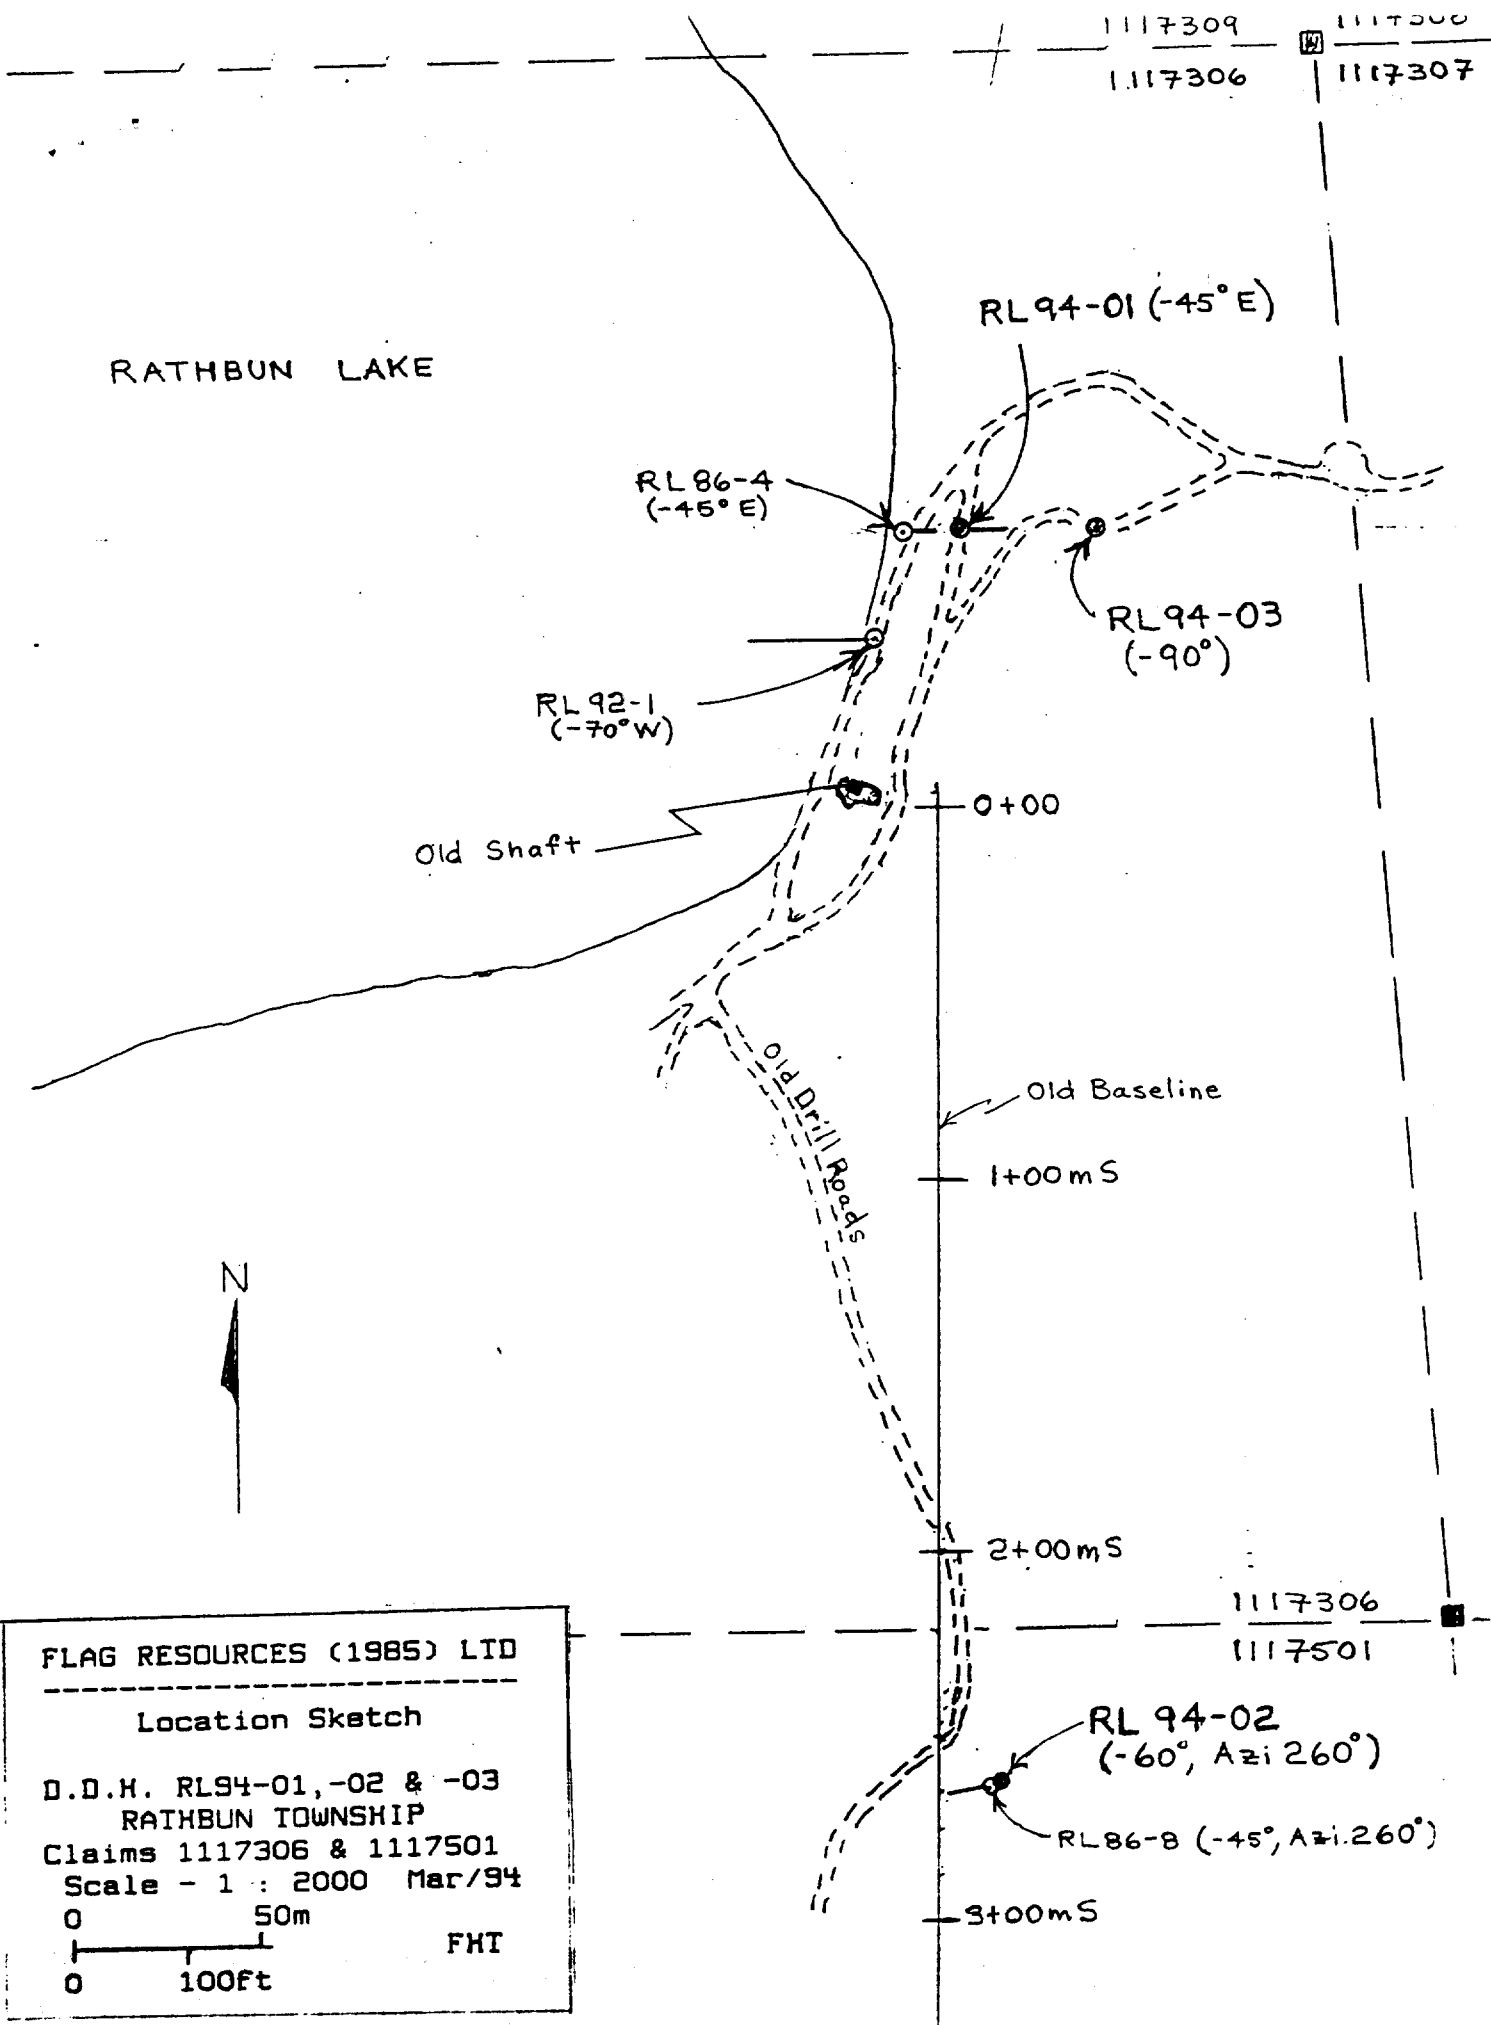 1117309
1117306
1117307
RATHBUN LAKE
RL94-01 (-45° E)
RL86-4
(-45° E)
RL94-03
(-90°)
RL92-1
(-70° W)
0+00
Old Shaft
Old Baseline
Old Drill Roads
1+00mS
N
2+00mS
1117306
1117501
RL 94-02
(-60°, Azi 260°)
RL86-8 (-45°, Azi. 260°)
3+00mS
FLAG RESOURCES (1985) LTD
Location Sketch
D.D.H. RL94-01, -02 & -03
RATHBUN TOWNSHIP
Claims 1117306 & 1117501
Scale - 1 : 2000 Mar/94
0 50m
FHT
0 100ft